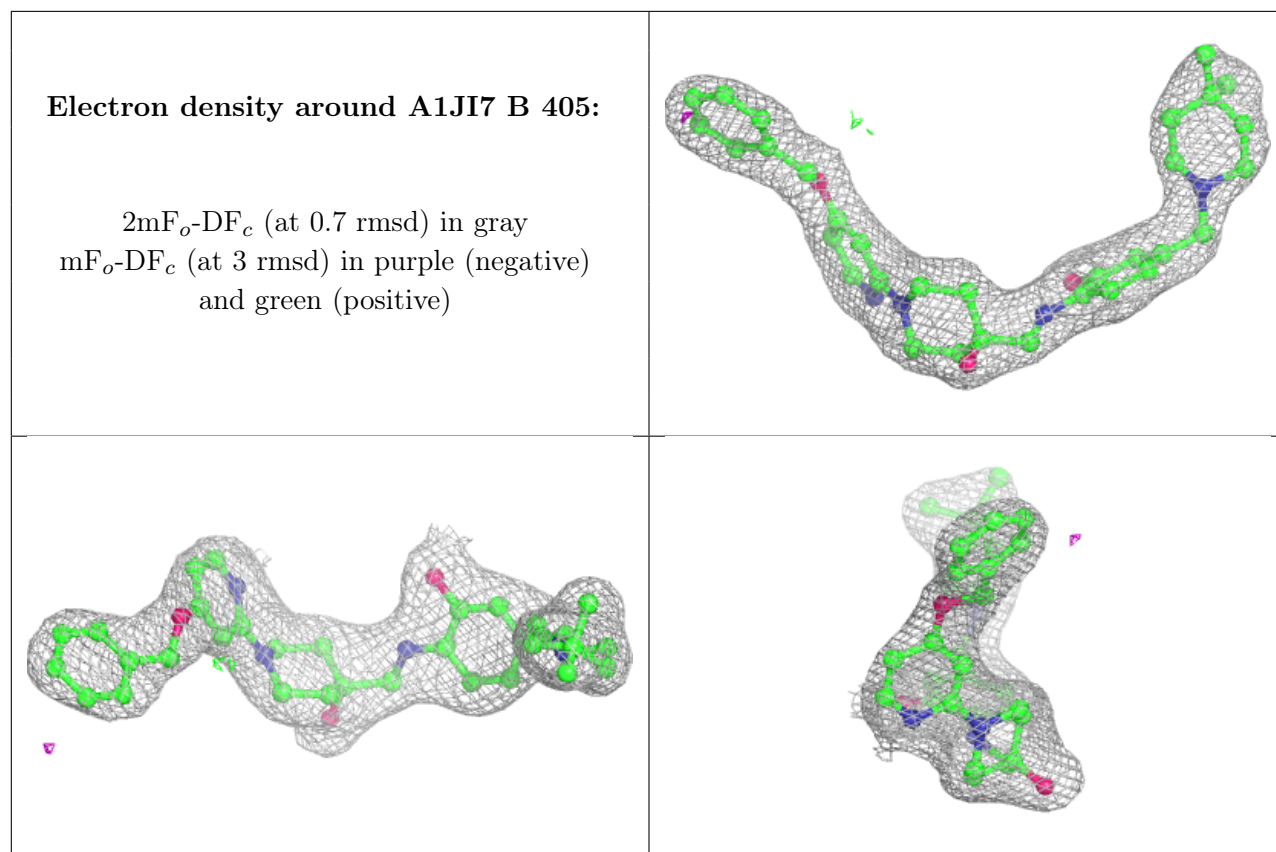 Electron density around A1JI7 B 405:
2mFo-DFc (at 0.7 rmsd) in gray
mFo-DFc (at 3 rmsd) in purple (negative)
and green (positive)